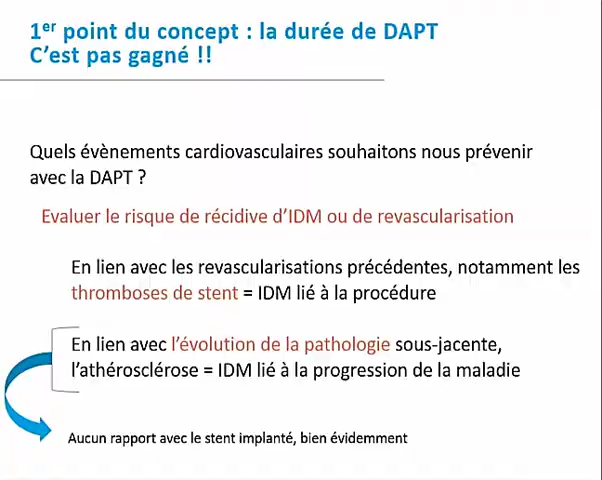 1er point du concept : la durée de DAPT
C'est pas gagné !!
Quels évènements cardiovasculaires souhaitons nous prévenir
avec la DAPT ?
Evaluer le risque de récidive d'IDM ou de revascularisation
En lien avec les revascularisations précédentes, notamment les
thromboses de stent = IDM lié à la procédure
En lien avec l'évolution de la pathologie sous-jacente,
l'athérosclérose = IDM lié à la progression de la maladie
Aucun rapport avec le stent implanté, bien évidemment